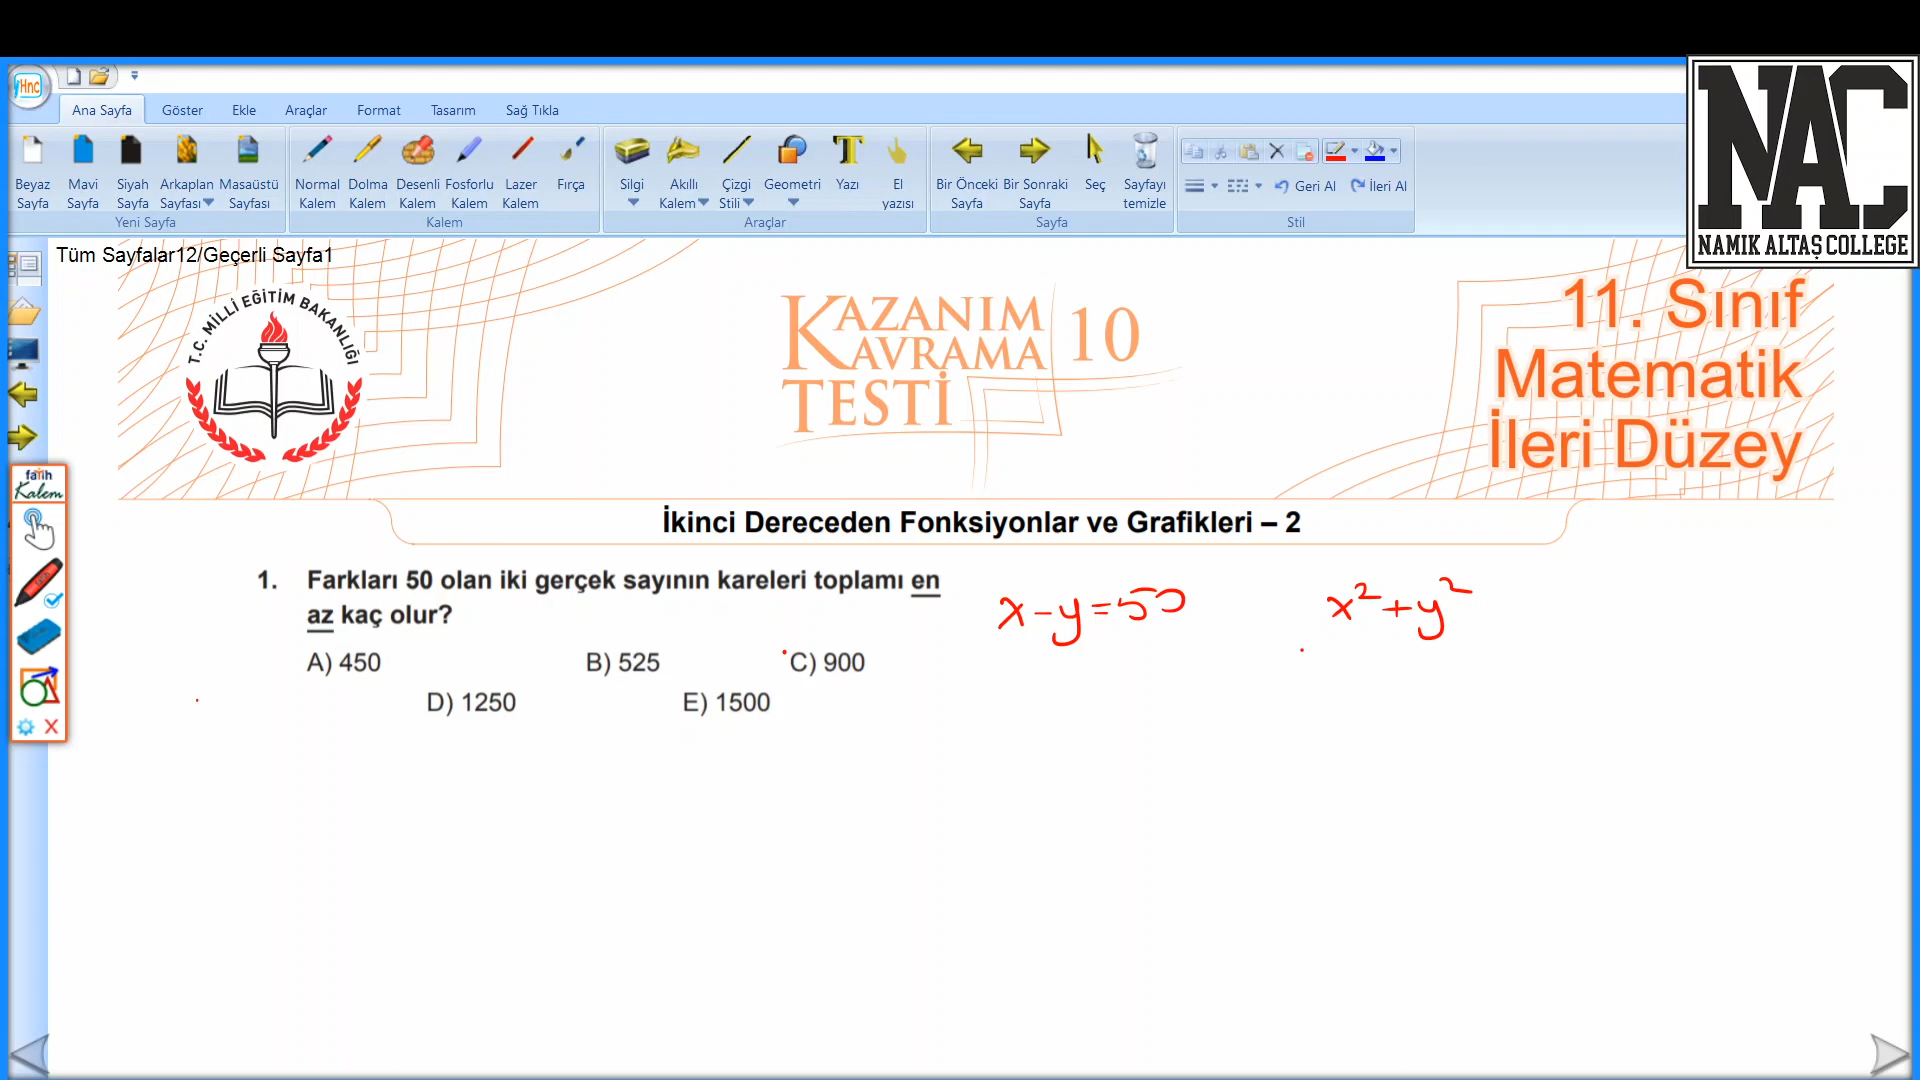 Ana Sayfa Göster Ekle Araçlar Format Tasarım Sağ Tıkla
Beyaz Sayfa Mavi Sayfa Siyah Sayfa Arkaplan Sayfası Masaüstü Sayfası
Yeni Sayfa
Normal Kalem Dolma Kalem Desenli Kalem Fosforlu Kalem Lazer Kalem Fırça
Kalem
Silgi Akıllı Kalem Çizgi Stili Geometri Yazı El yazısı
Araçlar
Bir Önceki Sayfa Bir Sonraki Sayfa Seç Sayfayı temizle
Sayfa
Geri Al İleri Al
Stil
NAC
NAMIK ALTAŞ COLLEGE
Tüm Sayfalar12/Geçerli Sayfa1
T.C. MİLLİ EĞİTİM BAKANLIĞI
KAZANIM
KAVRAMA
TESTİ
10
11. Sınıf
Matematik
İleri Düzey
fatih
Kalem
İkinci Dereceden Fonksiyonlar ve Grafikleri – 2
1. Farkları 50 olan iki gerçek sayının kareleri toplamı en
az kaç olur?
A) 450 B) 525 C) 900
D) 1250 E) 1500
x-y=50 x²+y²